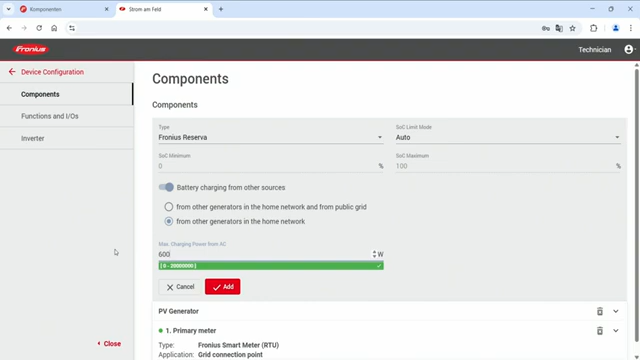 Komponenten
Strom am Feld
Fronius
Technician
Device Configuration
Components
Functions and I/Os
Inverter
Close
Components
Components
Type
Fronius Reserva
SoC Limit Mode
Auto
SoC Minimum
0 %
SoC Maximum
100 %
Battery charging from other sources
from other generators in the home network and from public grid
from other generators in the home network
Max. Charging Power from AC
600 W
Cancel
Add
PV Generator
1. Primary meter
Type: Fronius Smart Meter (RTU)
Application: Grid connection point